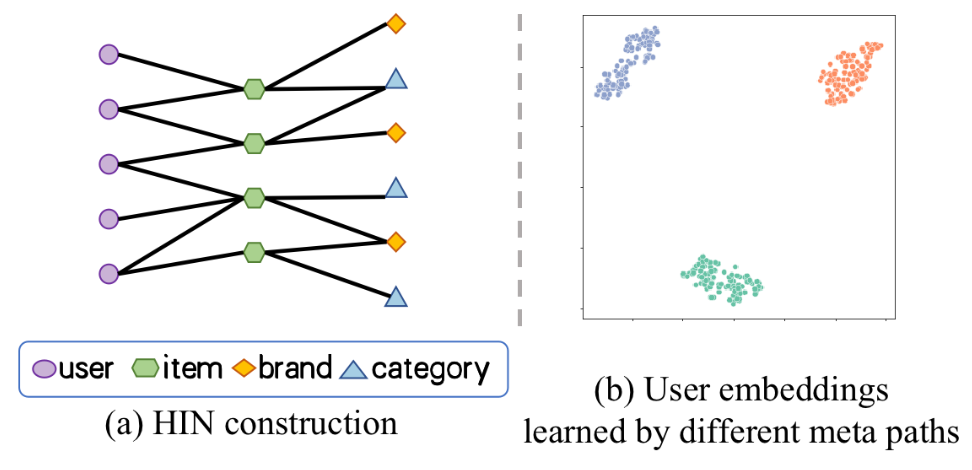 user item brand category
(a) HIN construction
(b) User embeddings
learned by different meta paths